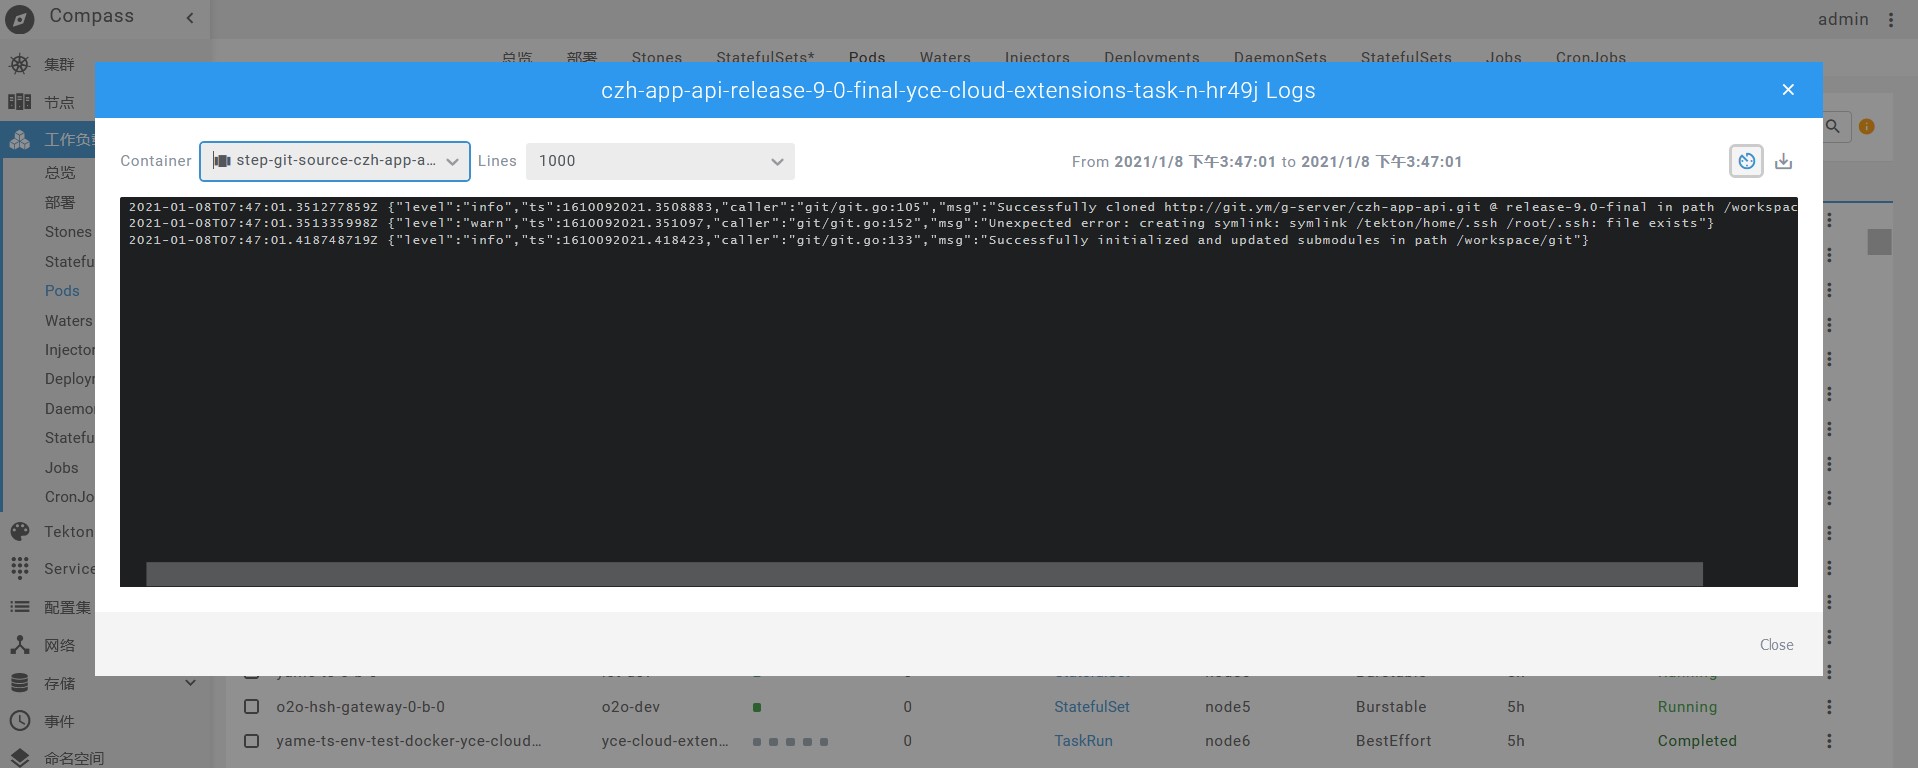 Compass
admin
总览 部署 Stones StatefulSets* Pods Waters Injectors Deployments DaemonSets StatefulSets Jobs CronJobs
集群
节点
工作负
总览
部署
Stones
Statefu
Pods
Waters
Injector
Deployr
Daemo
Statefu
Jobs
CronJo
Tekton
Service
配置集
网络
存储
事件
命名空间
czh-app-api-release-9-0-final-yce-cloud-extensions-task-n-hr49j Logs
Container step-git-source-czh-app-a... Lines 1000 From 2021/1/8 下午3:47:01 to 2021/1/8 下午3:47:01
2021-01-08T07:47:01.351277859Z {"level":"info","ts":1610092021.3508883,"caller":"git/git.go:105","msg":"Successfully cloned http://git.ym/g-server/czh-app-api.git @ release-9.0-final in path /workspac
2021-01-08T07:47:01.351335998Z {"level":"warn","ts":1610092021.351097,"caller":"git/git.go:152","msg":"Unexpected error: creating symlink: symlink /tekton/home/.ssh /root/.ssh: file exists"}
2021-01-08T07:47:01.418748719Z {"level":"info","ts":1610092021.418423,"caller":"git/git.go:133","msg":"Successfully initialized and updated submodules in path /workspace/git"}
Close
o2o-hsh-gateway-0-b-0 o2o-dev 0 StatefulSet node5 Burstable 5h Running
yame-ts-env-test-docker-yce-cloud... yce-cloud-exten... 0 TaskRun node6 BestEffort 5h Completed